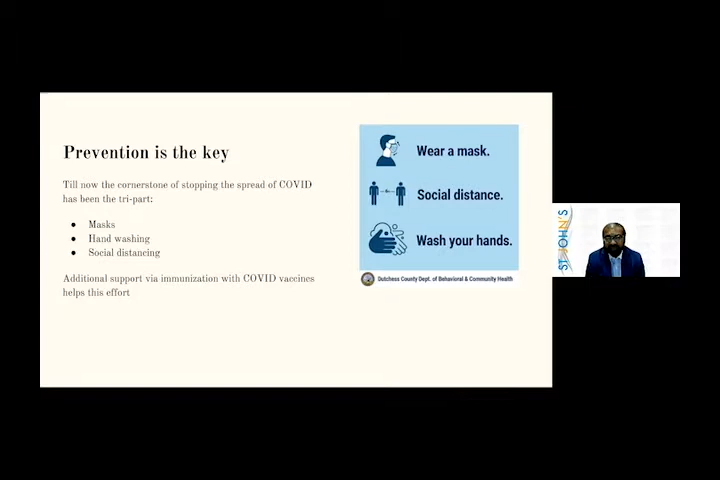 Prevention is the key
Till now the cornerstone of stopping the spread of COVID
has been the tri-part:
● Masks
● Hand washing
● Social distancing
Additional support via immunization with COVID vaccines
helps this effort
Wear a mask.
Social distance.
Wash your hands.
Dutchess County Dept. of Behavioral & Community Health
ST JOHN'S